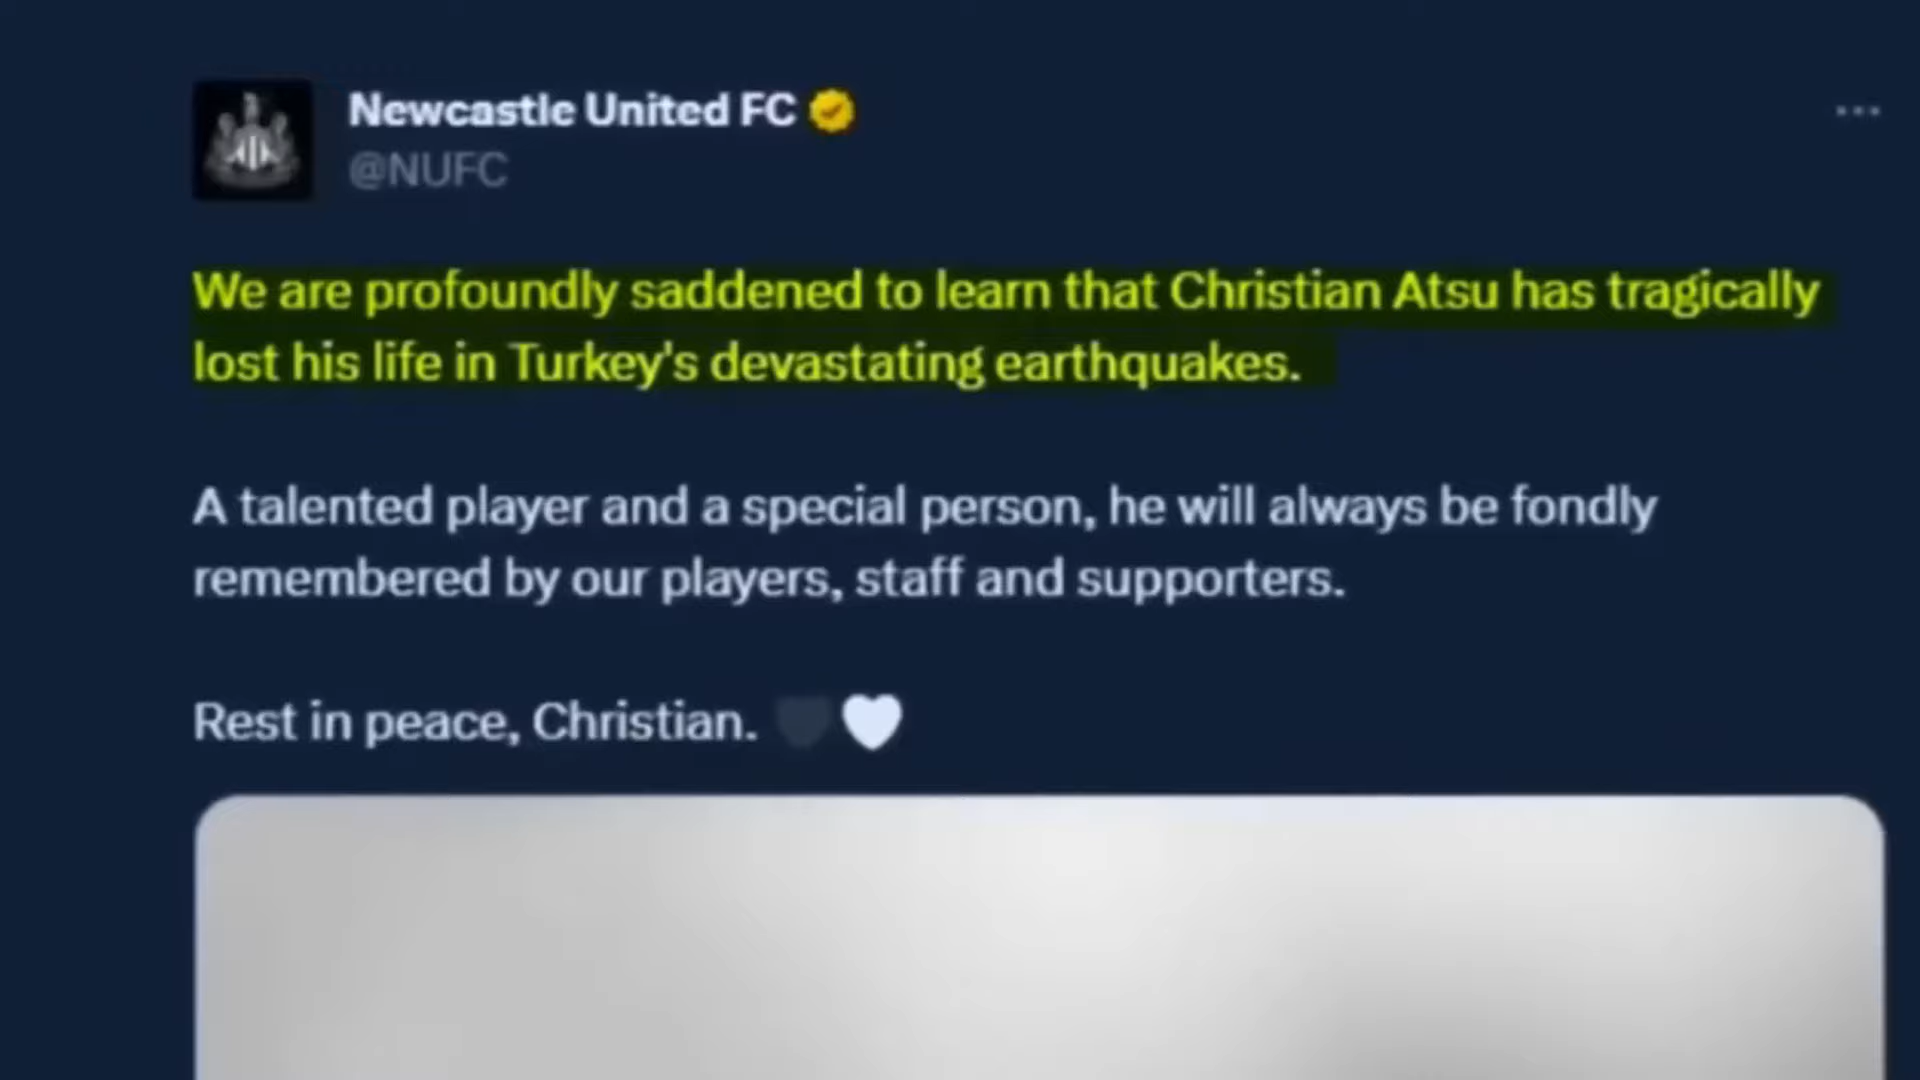 Newcastle United FC
@NUFC
We are profoundly saddened to learn that Christian Atsu has tragically
lost his life in Turkey's devastating earthquakes.
A talented player and a special person, he will always be fondly
remembered by our players, staff and supporters.
Rest in peace, Christian. 🖤🤍